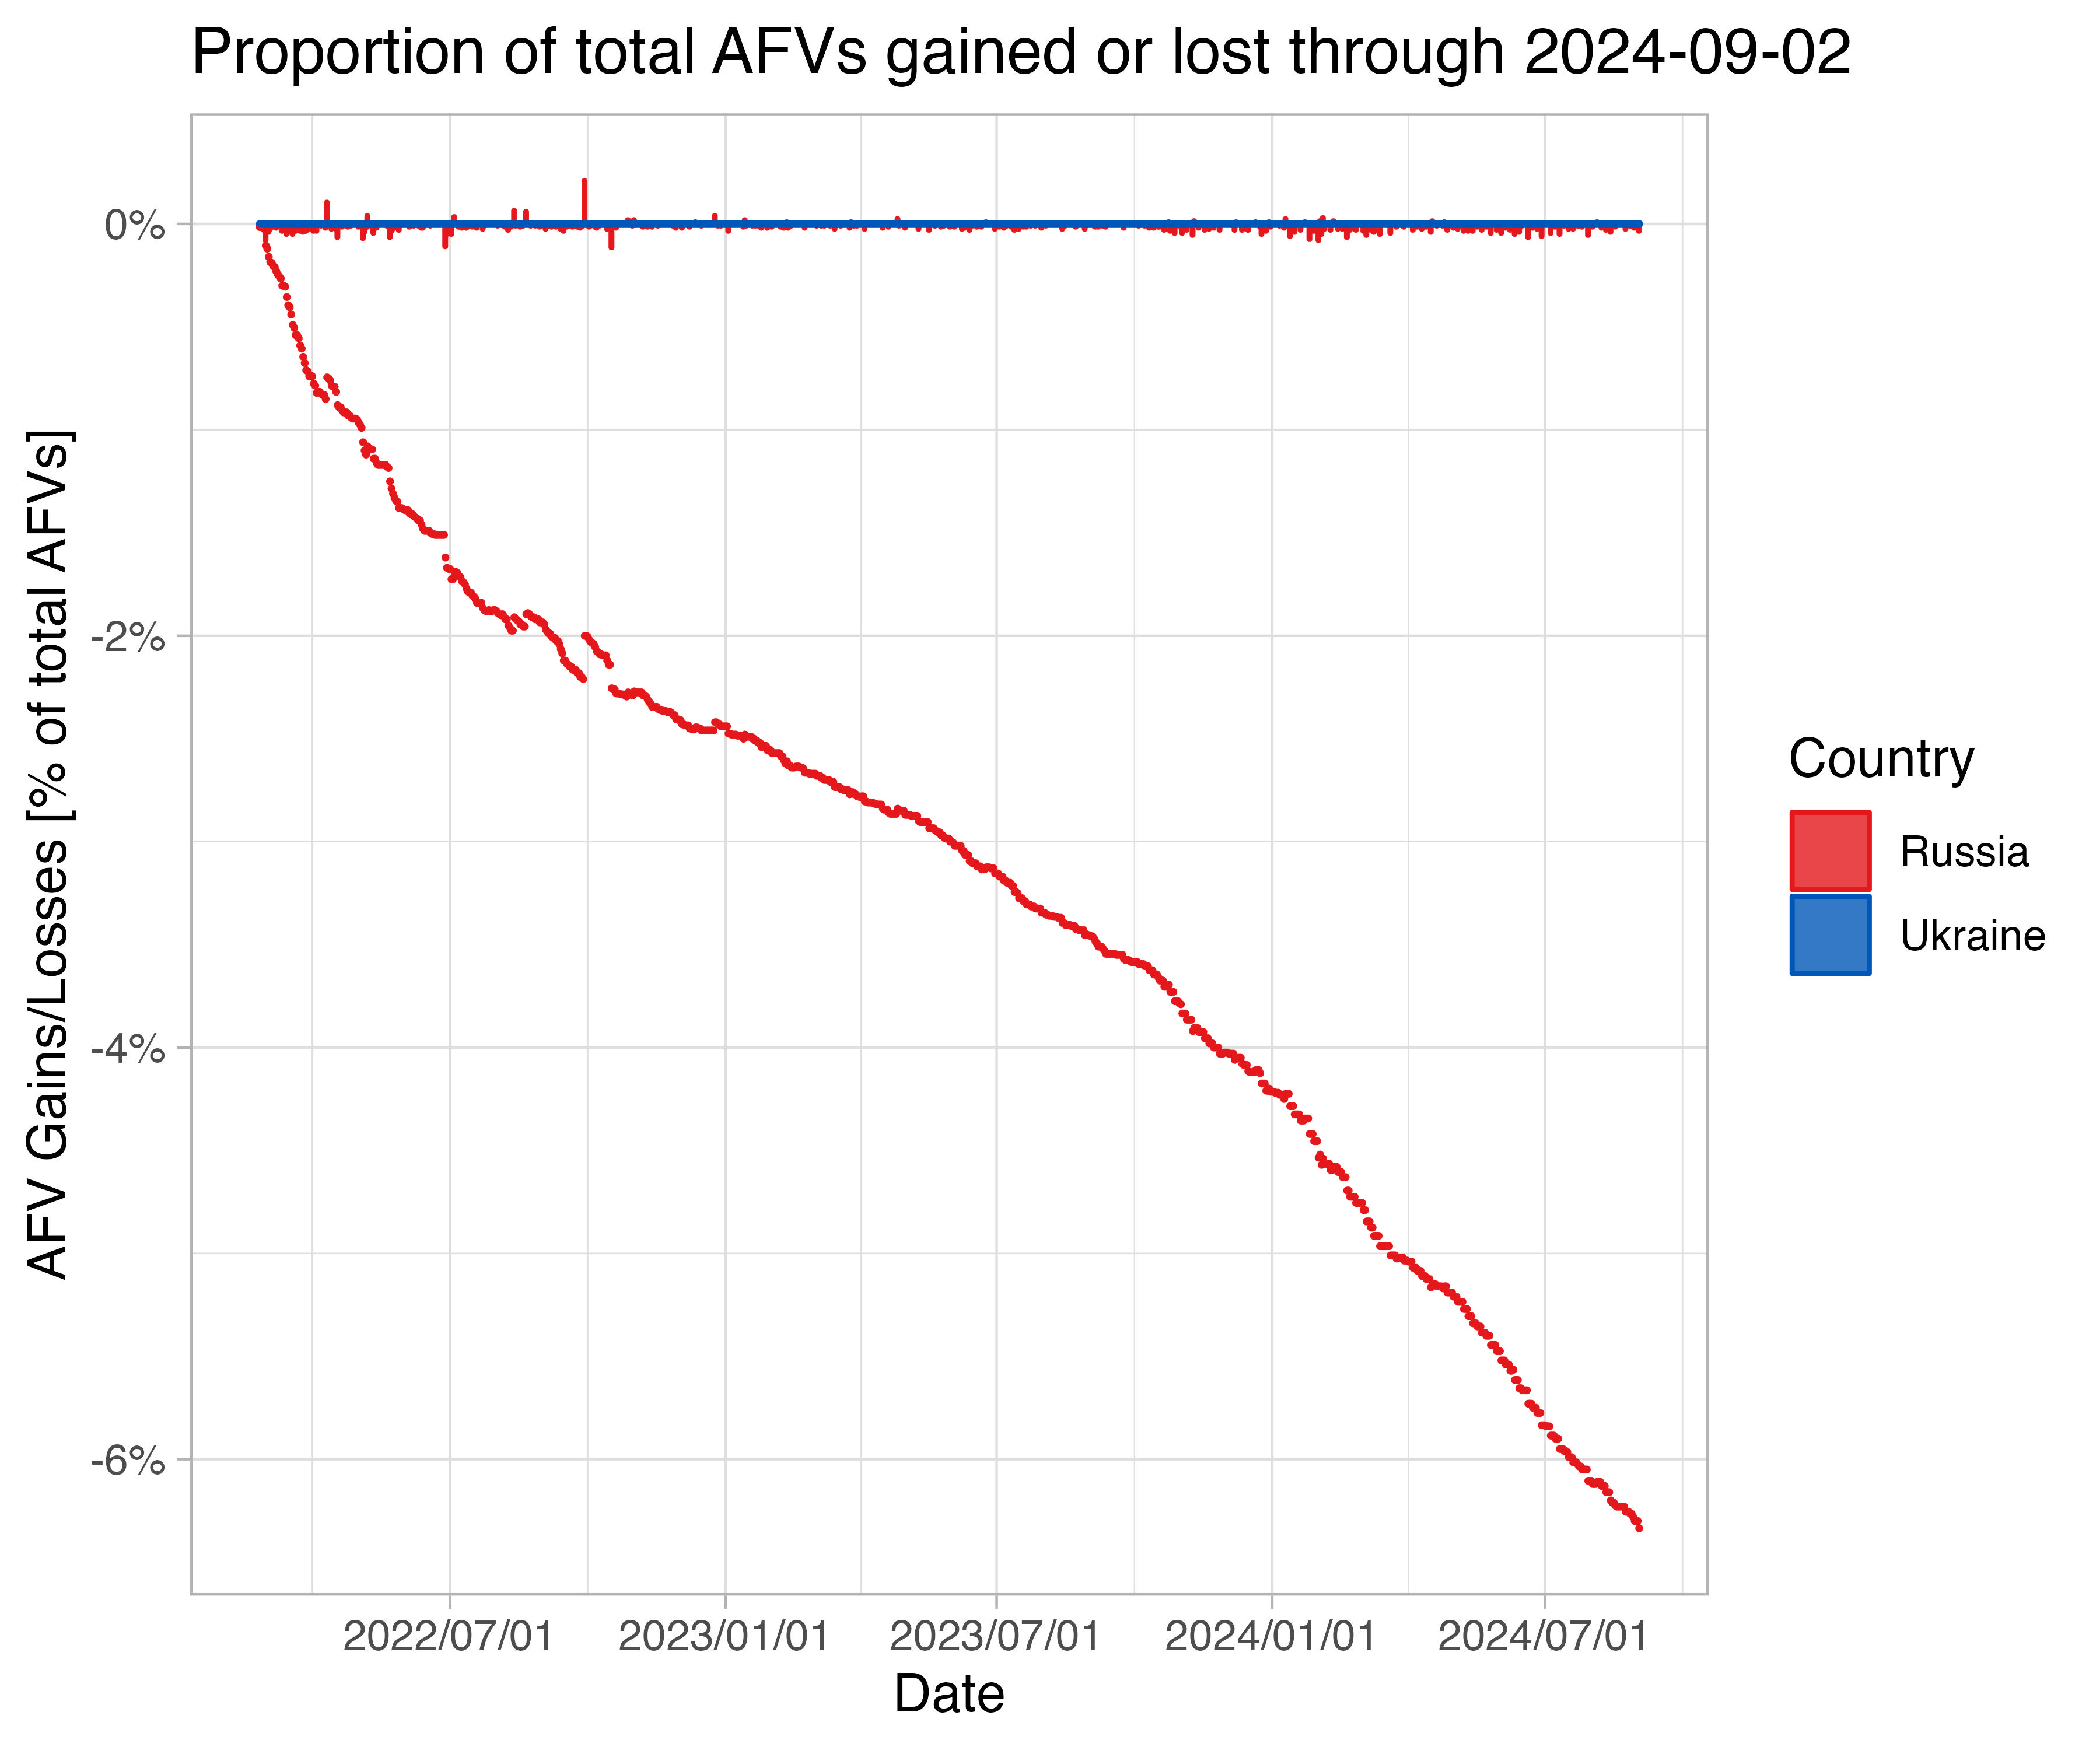 Proportion of total AFVs gained or lost through 2024-09-02
AFV Gains/Losses [% of total AFVs]
0%
-2%
-4%
-6%
2022/07/01
2023/01/01
2023/07/01
2024/01/01
2024/07/01
Date
Country
Russia
Ukraine